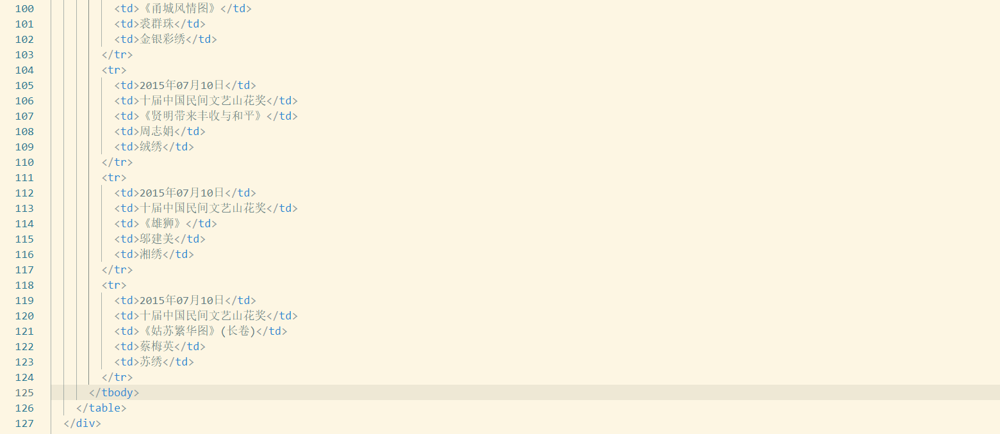 100 <td>《甬城风情图》</td>
101 <td>裘群珠</td>
102 <td>金银彩绣</td>
103 </tr>
104 <tr>
105 <td>2015年07月10日</td>
106 <td>十届中国民间文艺山花奖</td>
107 <td>《贤明带来丰收与和平》</td>
108 <td>周志娟</td>
109 <td>绒绣</td>
110 </tr>
111 <tr>
112 <td>2015年07月10日</td>
113 <td>十届中国民间文艺山花奖</td>
114 <td>《雄狮》</td>
115 <td>邬建美</td>
116 <td>湘绣</td>
117 </tr>
118 <tr>
119 <td>2015年07月10日</td>
120 <td>十届中国民间文艺山花奖</td>
121 <td>《姑苏繁华图》(长卷)</td>
122 <td>蔡梅英</td>
123 <td>苏绣</td>
124 </tr>
125 </tbody>
126 </table>
127 </div>